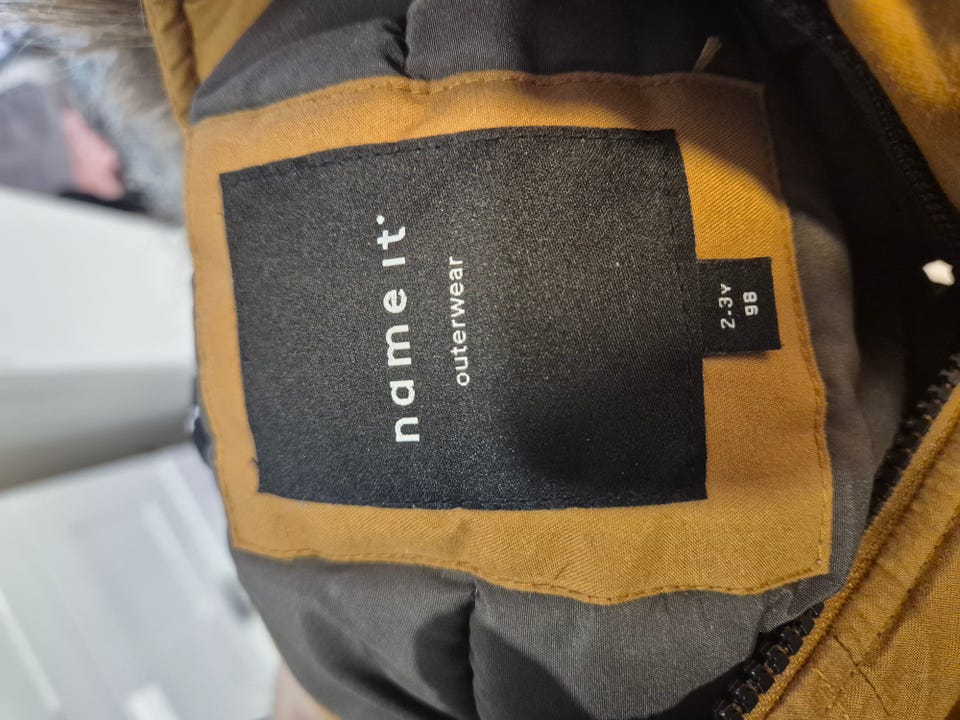 name it.
outerwear
2-3Y
98